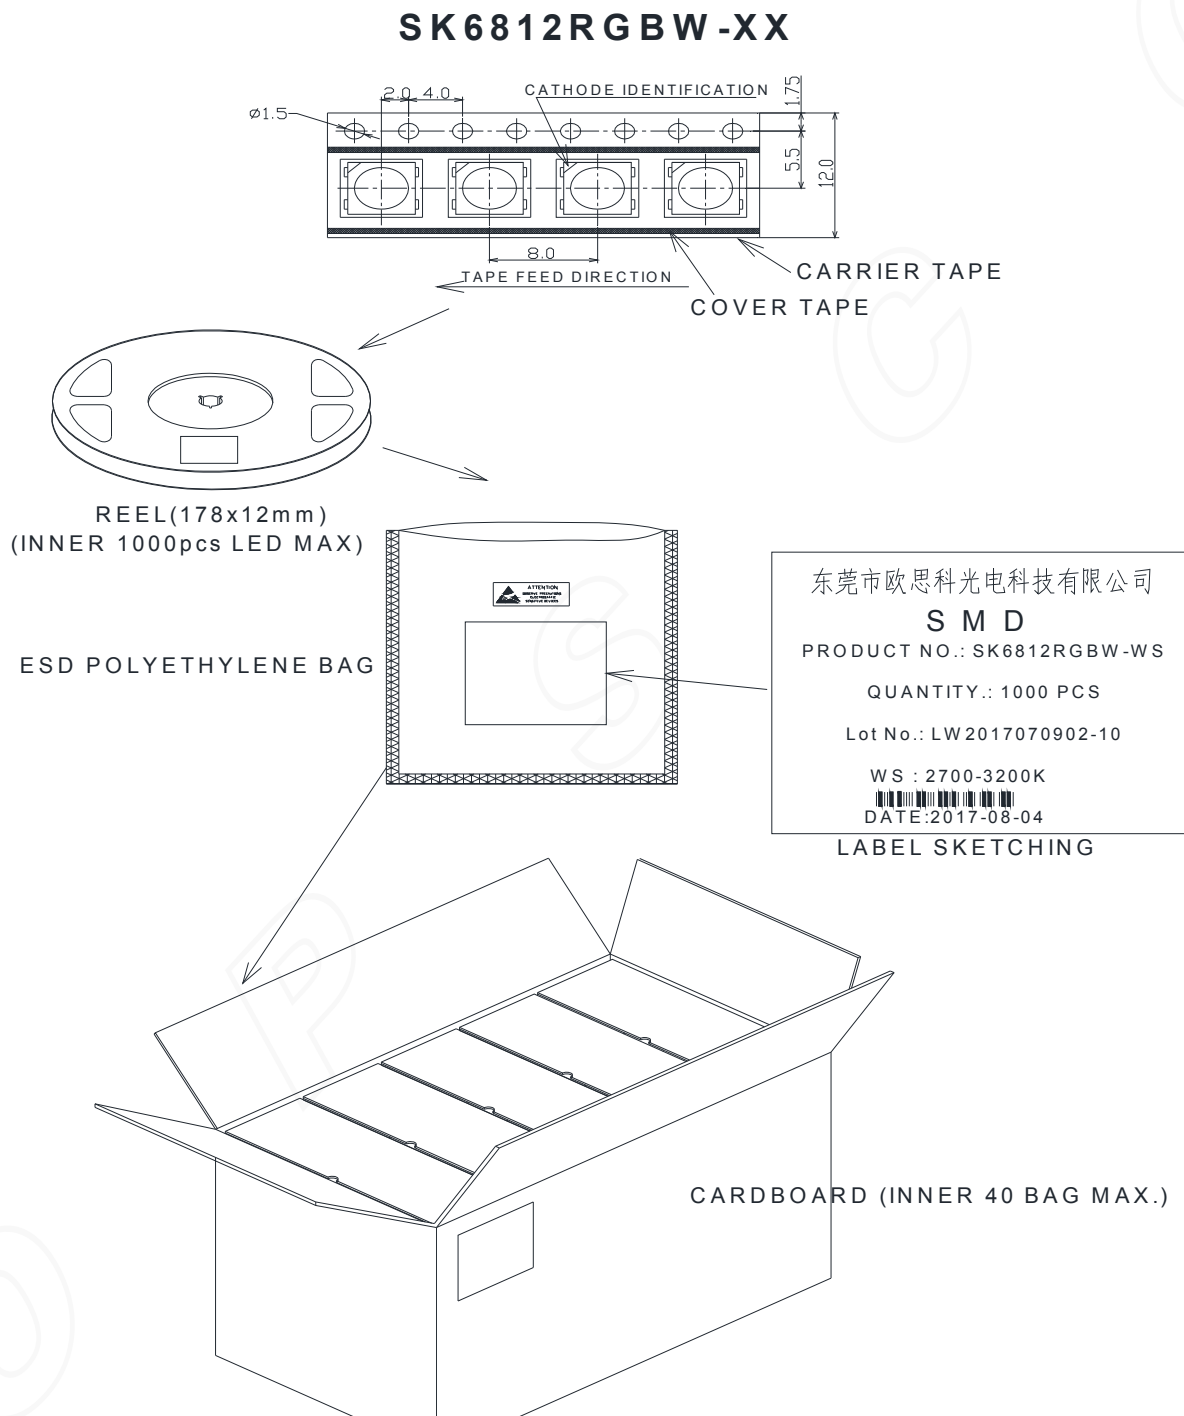 SK6812RGBW-XX
2.0 4.0
CATHODE IDENTIFICATION
1.75
Ø1.5
5.5
12.0
8.0
TAPE FEED DIRECTION
CARRIER TAPE
COVER TAPE
REEL(178x12mm)
(INNER 1000pcs LED MAX)
ATTENTION
ESD POLYETHYLENE BAG
东莞市欧思科光电科技有限公司
SMD
PRODUCT NO.: SK6812RGBW-WS
QUANTITY.: 1000 PCS
Lot No.: LW2017070902-10
WS : 2700-3200K
DATE:2017-08-04
LABEL SKETCHING
CARDBOARD (INNER 40 BAG MAX.)
O P S C O